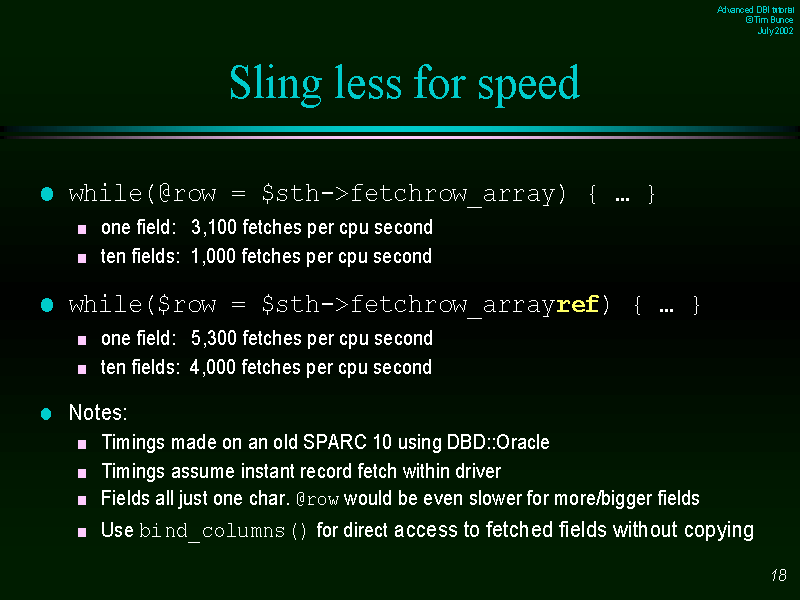 Advanced DBI tutorial
© Tim Bunce
July 2002
Sling less for speed
while(@row = $sth->fetchrow_array) { … }
one field: 3,100 fetches per cpu second
ten fields: 1,000 fetches per cpu second
while($row = $sth->fetchrow_arrayref) { … }
one field: 5,300 fetches per cpu second
ten fields: 4,000 fetches per cpu second
Notes:
Timings made on an old SPARC 10 using DBD::Oracle
Timings assume instant record fetch within driver
Fields all just one char. @row would be even slower for more/bigger fields
Use bind_columns() for direct access to fetched fields without copying
18